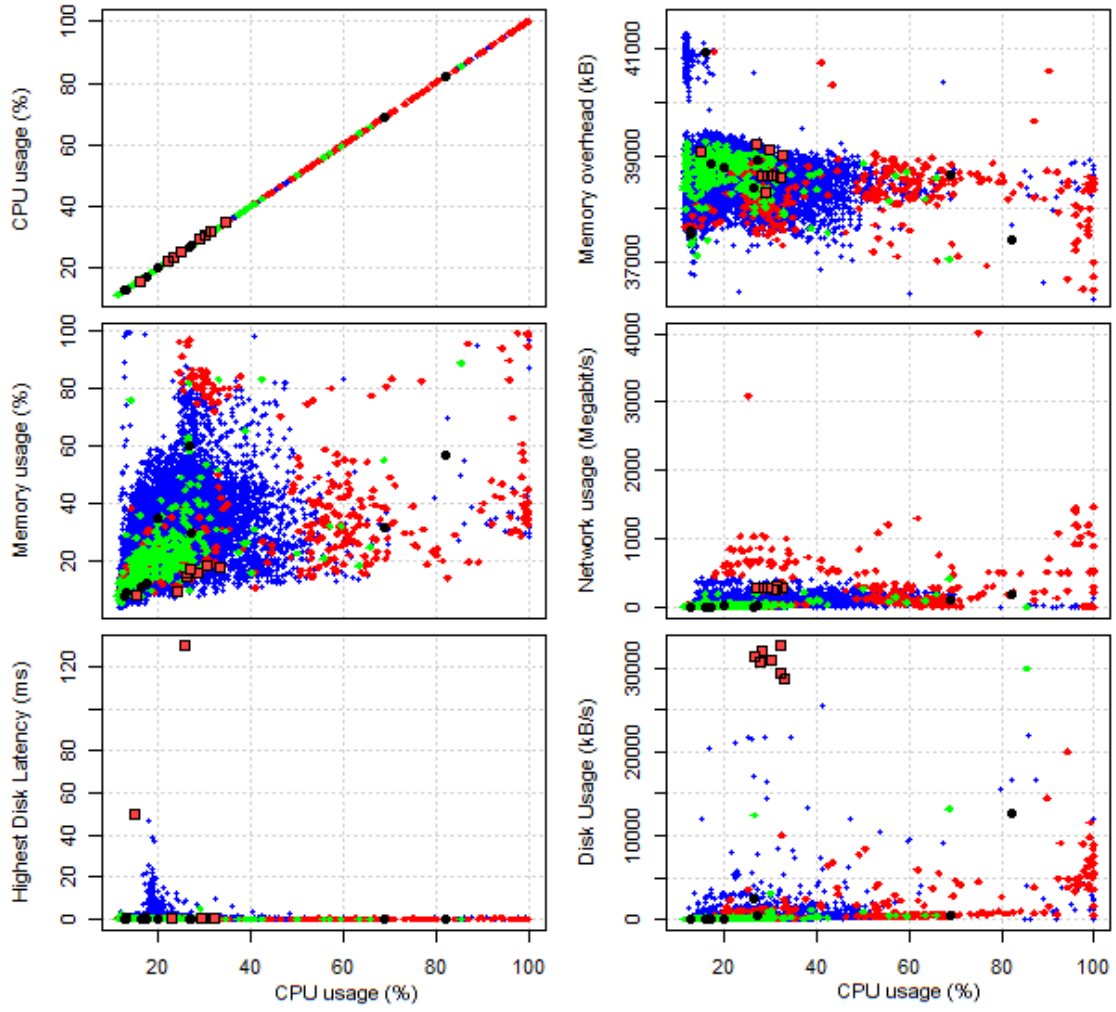 CPU usage (%)
20 40 60 80 100
Memory overhead (kB)
37000 39000 41000
Memory usage (%)
20 40 60 80 100
Network usage (Megabit/s)
0 1000 2000 3000 4000
Highest Disk Latency (ms)
0 20 40 60 80 120
Disk Usage (kB/s)
0 10000 20000 30000
20 40 60 80 100
CPU usage (%)
20 40 60 80 100
CPU usage (%)